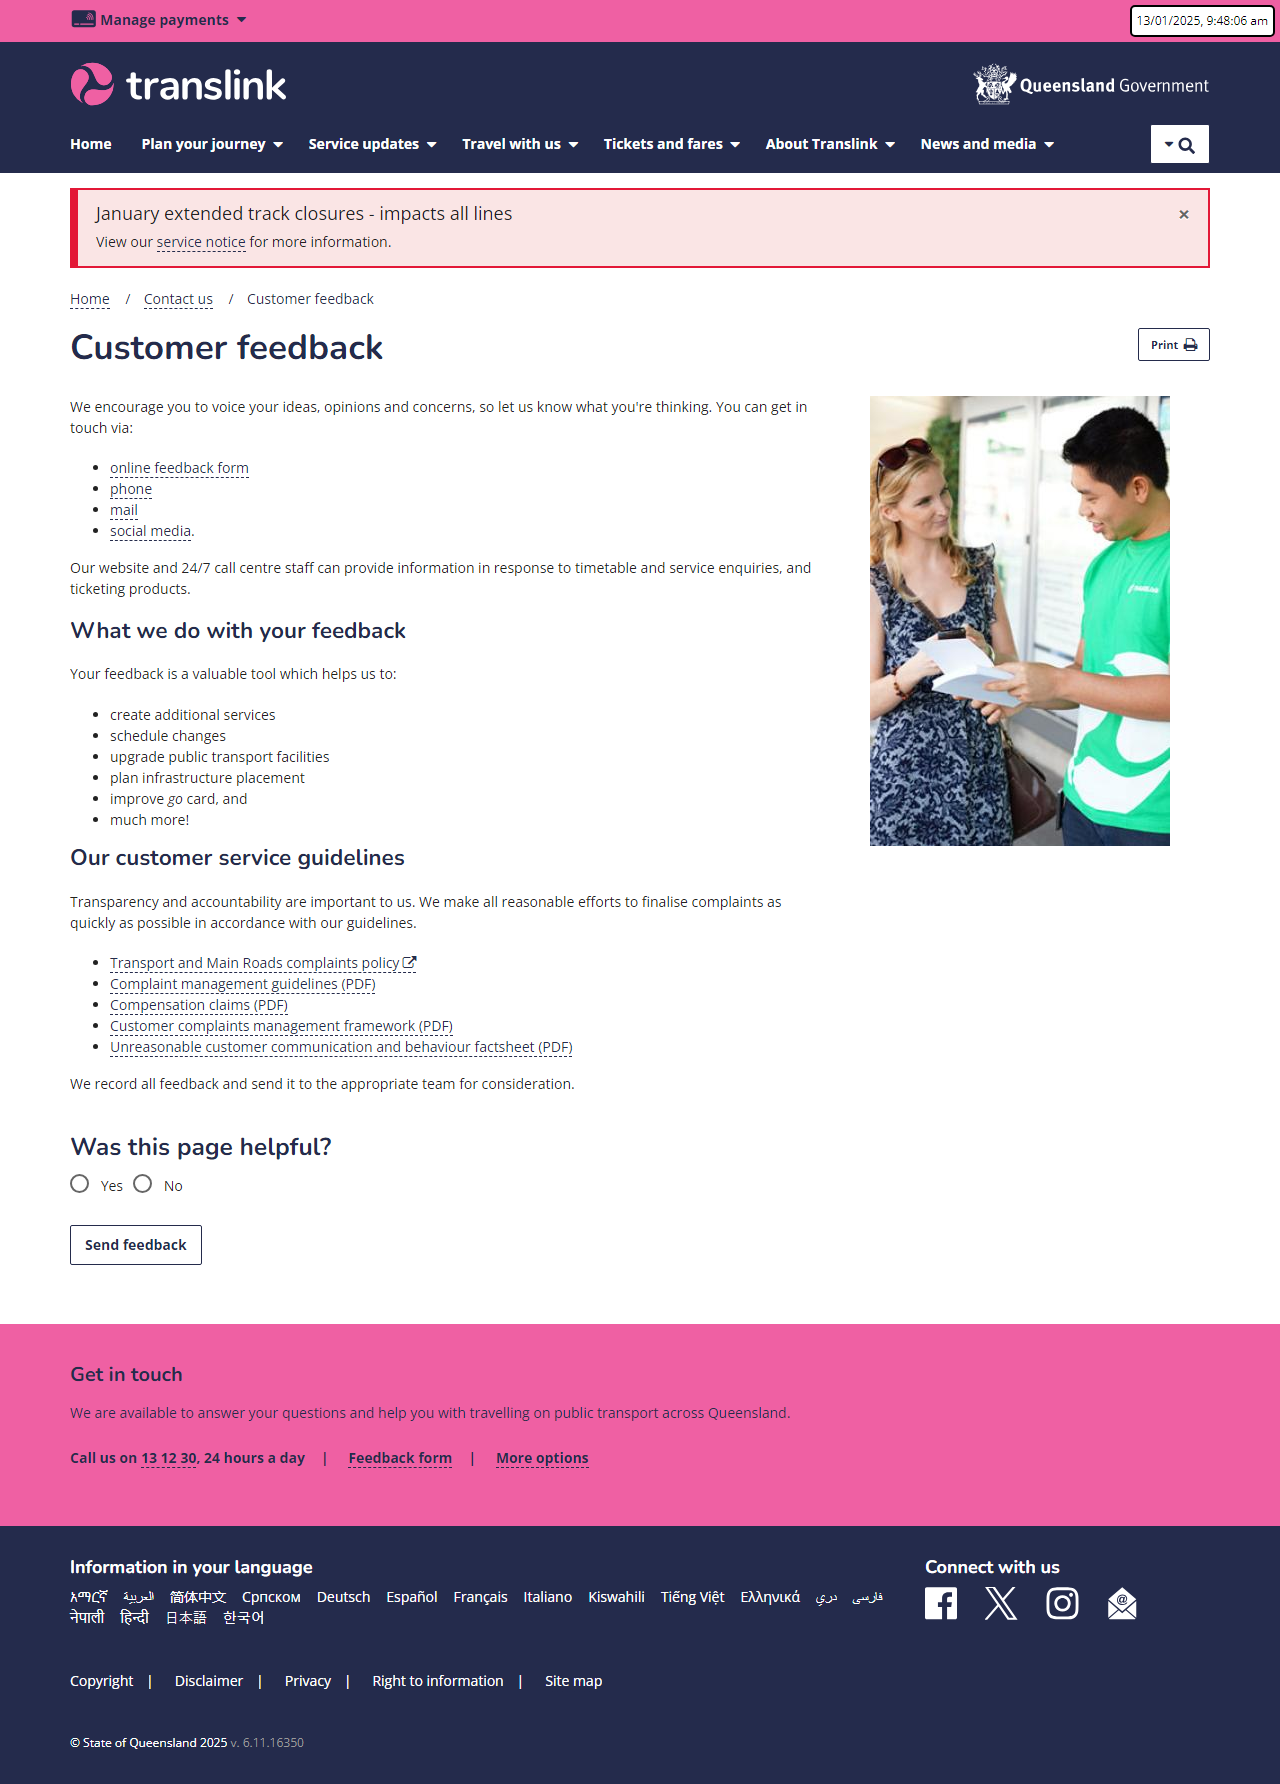 Manage payments
13/01/2025, 9:48:06 am
translink
Queensland Government
Home Plan your journey Service updates Travel with us Tickets and fares About Translink News and media
January extended track closures - impacts all lines
×
View our service notice for more information.
Home / Contact us / Customer feedback
Customer feedback
Print
We encourage you to voice your ideas, opinions and concerns, so let us know what you're thinking. You can get in
touch via:
• online feedback form
• phone
• mail
• social media.
Our website and 24/7 call centre staff can provide information in response to timetable and service enquiries, and
ticketing products.
What we do with your feedback
Your feedback is a valuable tool which helps us to:
• create additional services
• schedule changes
• upgrade public transport facilities
• plan infrastructure placement
• improve go card, and
• much more!
Our customer service guidelines
Transparency and accountability are important to us. We make all reasonable efforts to finalise complaints as
quickly as possible in accordance with our guidelines.
• Transport and Main Roads complaints policy
• Complaint management guidelines (PDF)
• Compensation claims (PDF)
• Customer complaints management framework (PDF)
• Unreasonable customer communication and behaviour factsheet (PDF)
We record all feedback and send it to the appropriate team for consideration.
Was this page helpful?
Yes No
Send feedback
Get in touch
We are available to answer your questions and help you with travelling on public transport across Queensland.
Call us on 13 12 30, 24 hours a day | Feedback form | More options
Information in your language
አማርኛ العربية 简体中文 Српском Deutsch Español Français Italiano Kiswahili Tiếng Việt Ελληνικά دري فارسی
नेपाली हिन्दी 日本語 한국어
Connect with us
Copyright | Disclaimer | Privacy | Right to information | Site map
© State of Queensland 2025 v. 6.11.16350